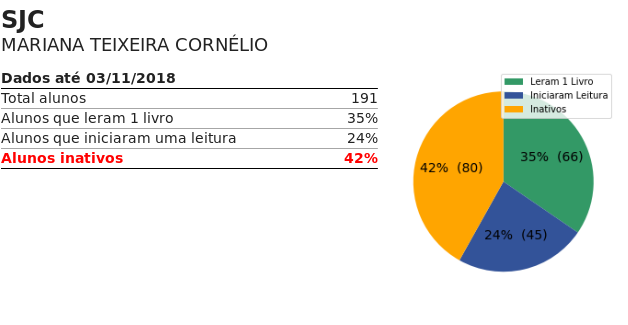 SJC
MARIANA TEIXEIRA CORNÉLIO
Dados até 03/11/2018
Total alunos 191
Alunos que leram 1 livro 35%
Alunos que iniciaram uma leitura 24%
Alunos inativos 42%
Leram 1 Livro
Iniciaram Leitura
Inativos
35% (66)
42% (80)
24% (45)